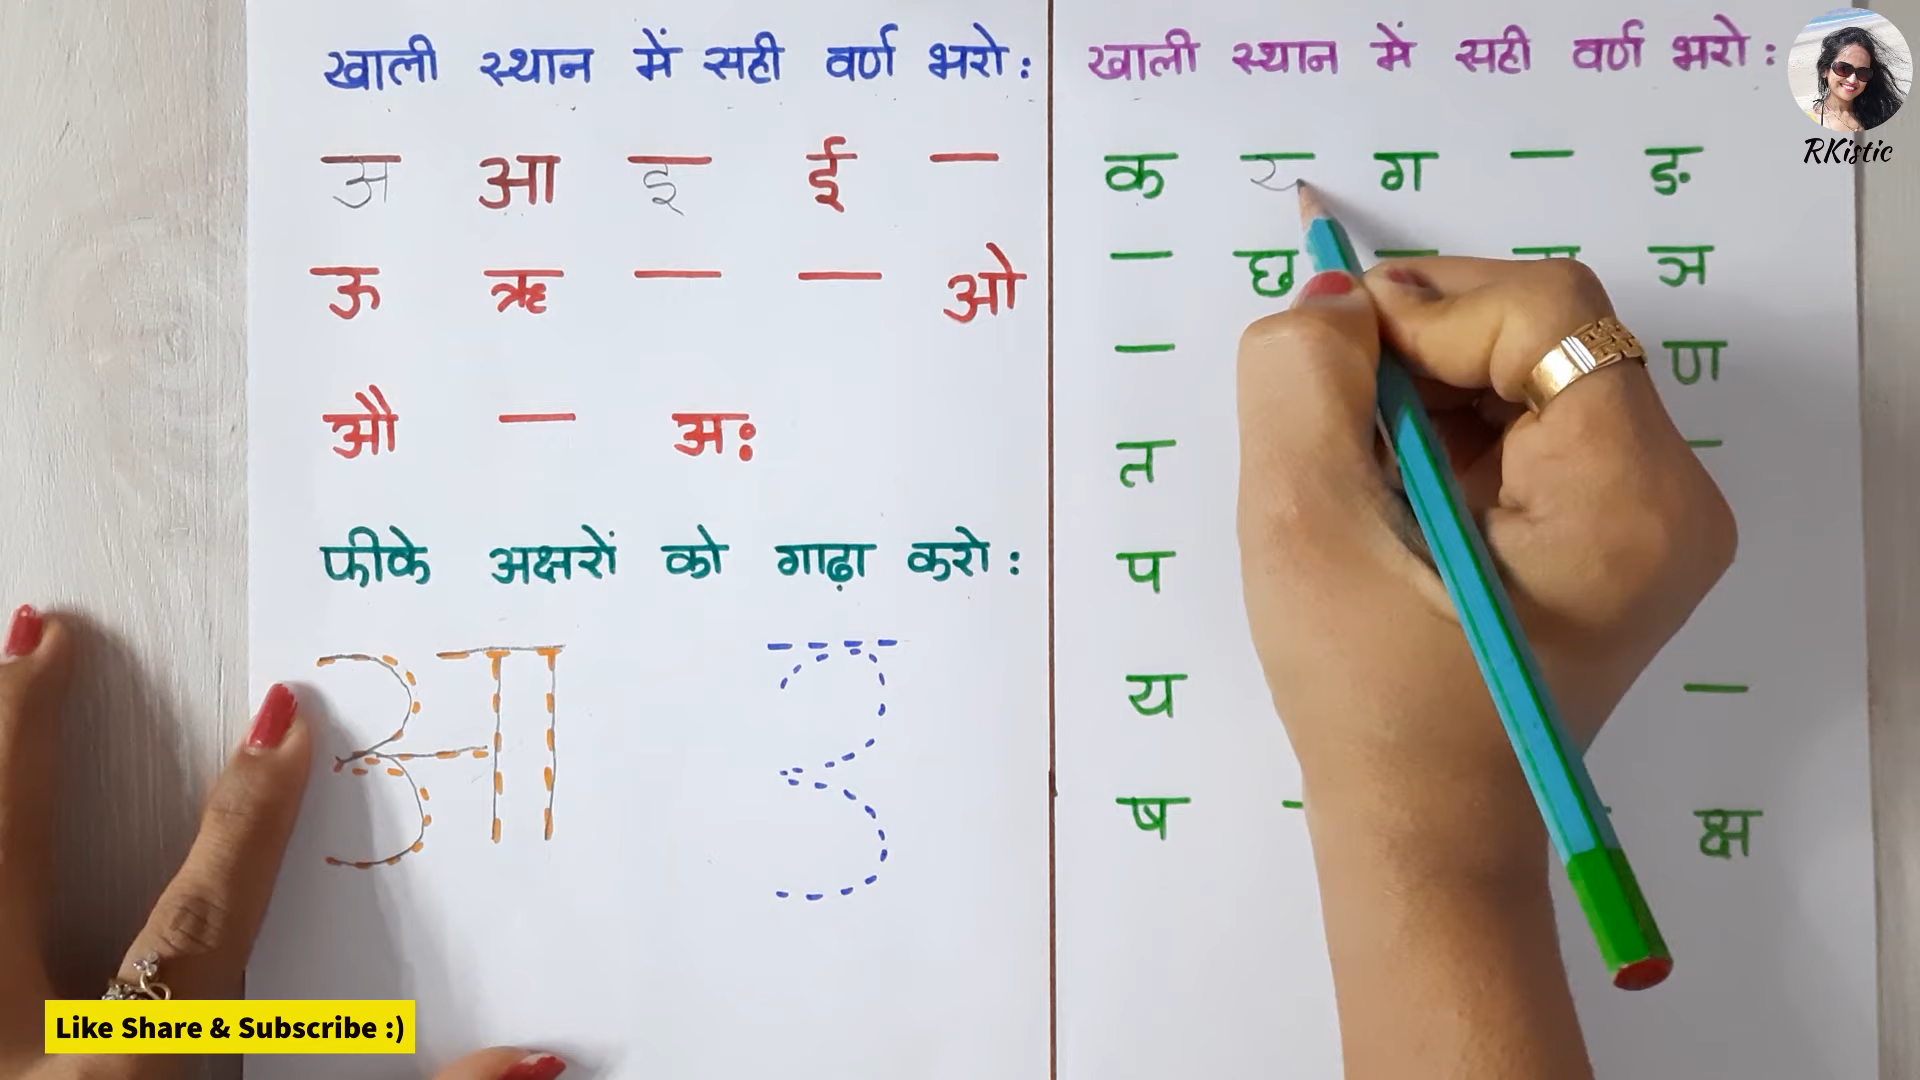 खाली स्थान में सही वर्ण भरो :
अ आ इ ई —
ऊ ऋ — — ओ
औ — अः
फीके अक्षरों को गाढ़ा करो :
आ उ
खाली स्थान में सही वर्ण भरो :
क ग — ङ
— छ ञ
— ण
त
प
य —
ष क्ष
RKistic
Like Share & Subscribe :)